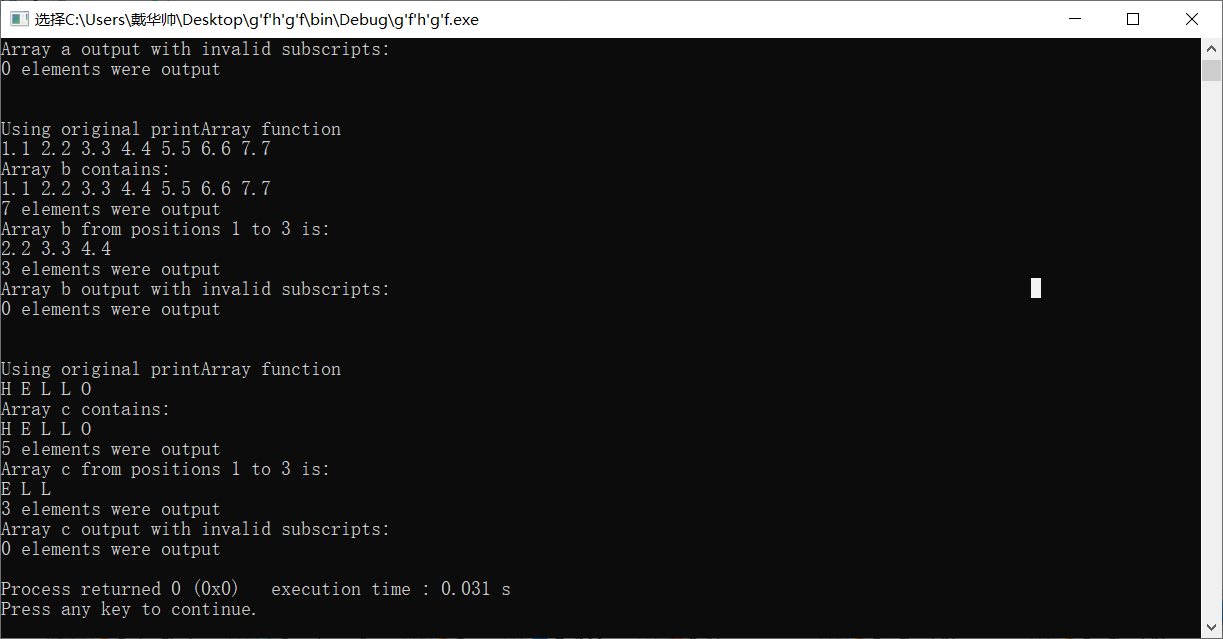 选择C:\Users\戴华帅\Desktop\g'f'h'g'f\bin\Debug\g'f'h'g'f.exe
Array a output with invalid subscripts:
0 elements were output
Using original printArray function
1.1 2.2 3.3 4.4 5.5 6.6 7.7
Array b contains:
1.1 2.2 3.3 4.4 5.5 6.6 7.7
7 elements were output
Array b from positions 1 to 3 is:
2.2 3.3 4.4
3 elements were output
Array b output with invalid subscripts:
0 elements were output
Using original printArray function
H E L L O
Array c contains:
H E L L O
5 elements were output
Array c from positions 1 to 3 is:
E L L
3 elements were output
Array c output with invalid subscripts:
0 elements were output
Process returned 0 (0x0)   execution time : 0.031 s
Press any key to continue.